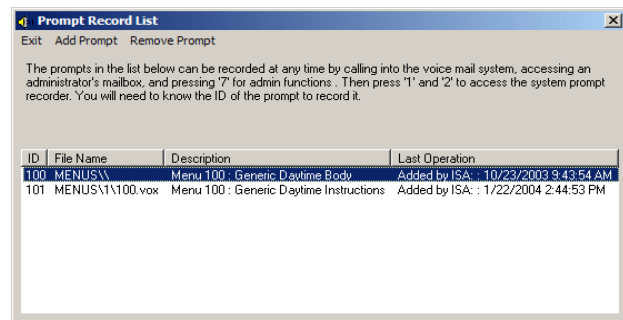 Prompt Record List
Exit Add Prompt Remove Prompt
The prompts in the list below can be recorded at any time by calling into the voice mail system, accessing an
administrator's mailbox, and pressing '7' for admin functions . Then press '1' and '2' to access the system prompt
recorder. You will need to know the ID of the prompt to record it.
ID File Name Description Last Operation
100 MENUS\\ Menu 100 : Generic Daytime Body Added by ISA: : 10/23/2003 9:43:54 AM
101 MENUS\1\100.vox Menu 100 : Generic Daytime Instructions Added by ISA: : 1/22/2004 2:44:53 PM